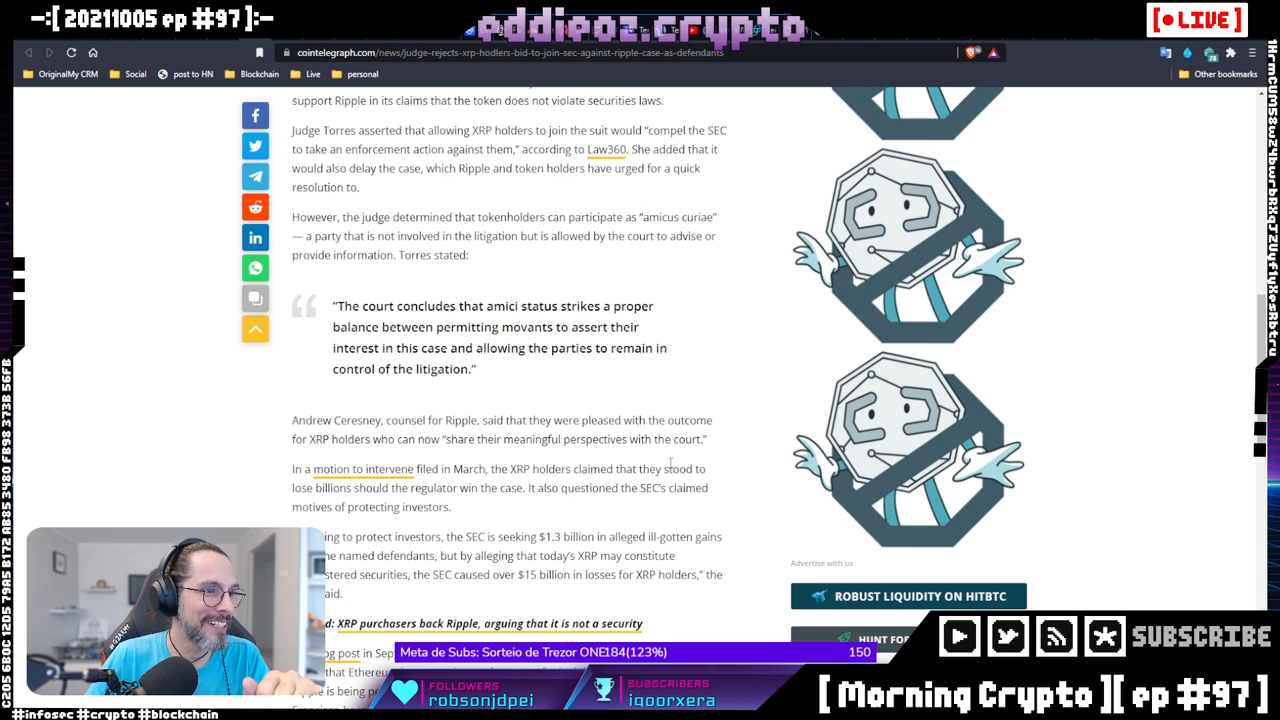 -:[ 20211005 ep #97 ]:-
eddieoz.crypto
[● LIVE]
cointelegraph.com/news/judge-rejects-xrp-hodlers-bid-to-join-sec-against-ripple-case-as-defendants
OriginalMy CRM
Social
post to HN
Blockchain
Live
personal
Other bookmarks
support Ripple in its claims that the token does not violate securities laws.
Judge Torres asserted that allowing XRP holders to join the suit would “compel the SEC
to take an enforcement action against them,” according to Law360. She added that it
would also delay the case, which Ripple and token holders have urged for a quick
resolution to.
However, the judge determined that tokenholders can participate as “amicus curiae”
— a party that is not involved in the litigation but is allowed by the court to advise or
provide information. Torres stated:
“The court concludes that amici status strikes a proper
balance between permitting movants to assert their
interest in this case and allowing the parties to remain in
control of the litigation.”
Andrew Ceresney, counsel for Ripple, said that they were pleased with the outcome
for XRP holders who can now “share their meaningful perspectives with the court.”
In a motion to intervene filed in March, the XRP holders claimed that they stood to
lose billions should the regulator win the case. It also questioned the SEC’s claimed
motives of protecting investors.
ing to protect investors, the SEC is seeking $1.3 billion in alleged ill-gotten gains
ne named defendants, but by alleging that today’s XRP may constitute
stered securities, the SEC caused over $15 billion in losses for XRP holders,” the
aid.
d: XRP purchasers back Ripple, arguing that it is not a security
og post in Sep
Advertise with us
ROBUST LIQUIDITY ON HITBTC
HUNT FO
Meta de Subs: Sorteio de Trezor ONE184(123%) 150
FOLLOWERS
robsonjdpei
SUBSCRIBERS
igoorxera
SUBSCRIBE
[ Morning Crypto ][ ep #97 ]
#infosec #crypto #blockchain